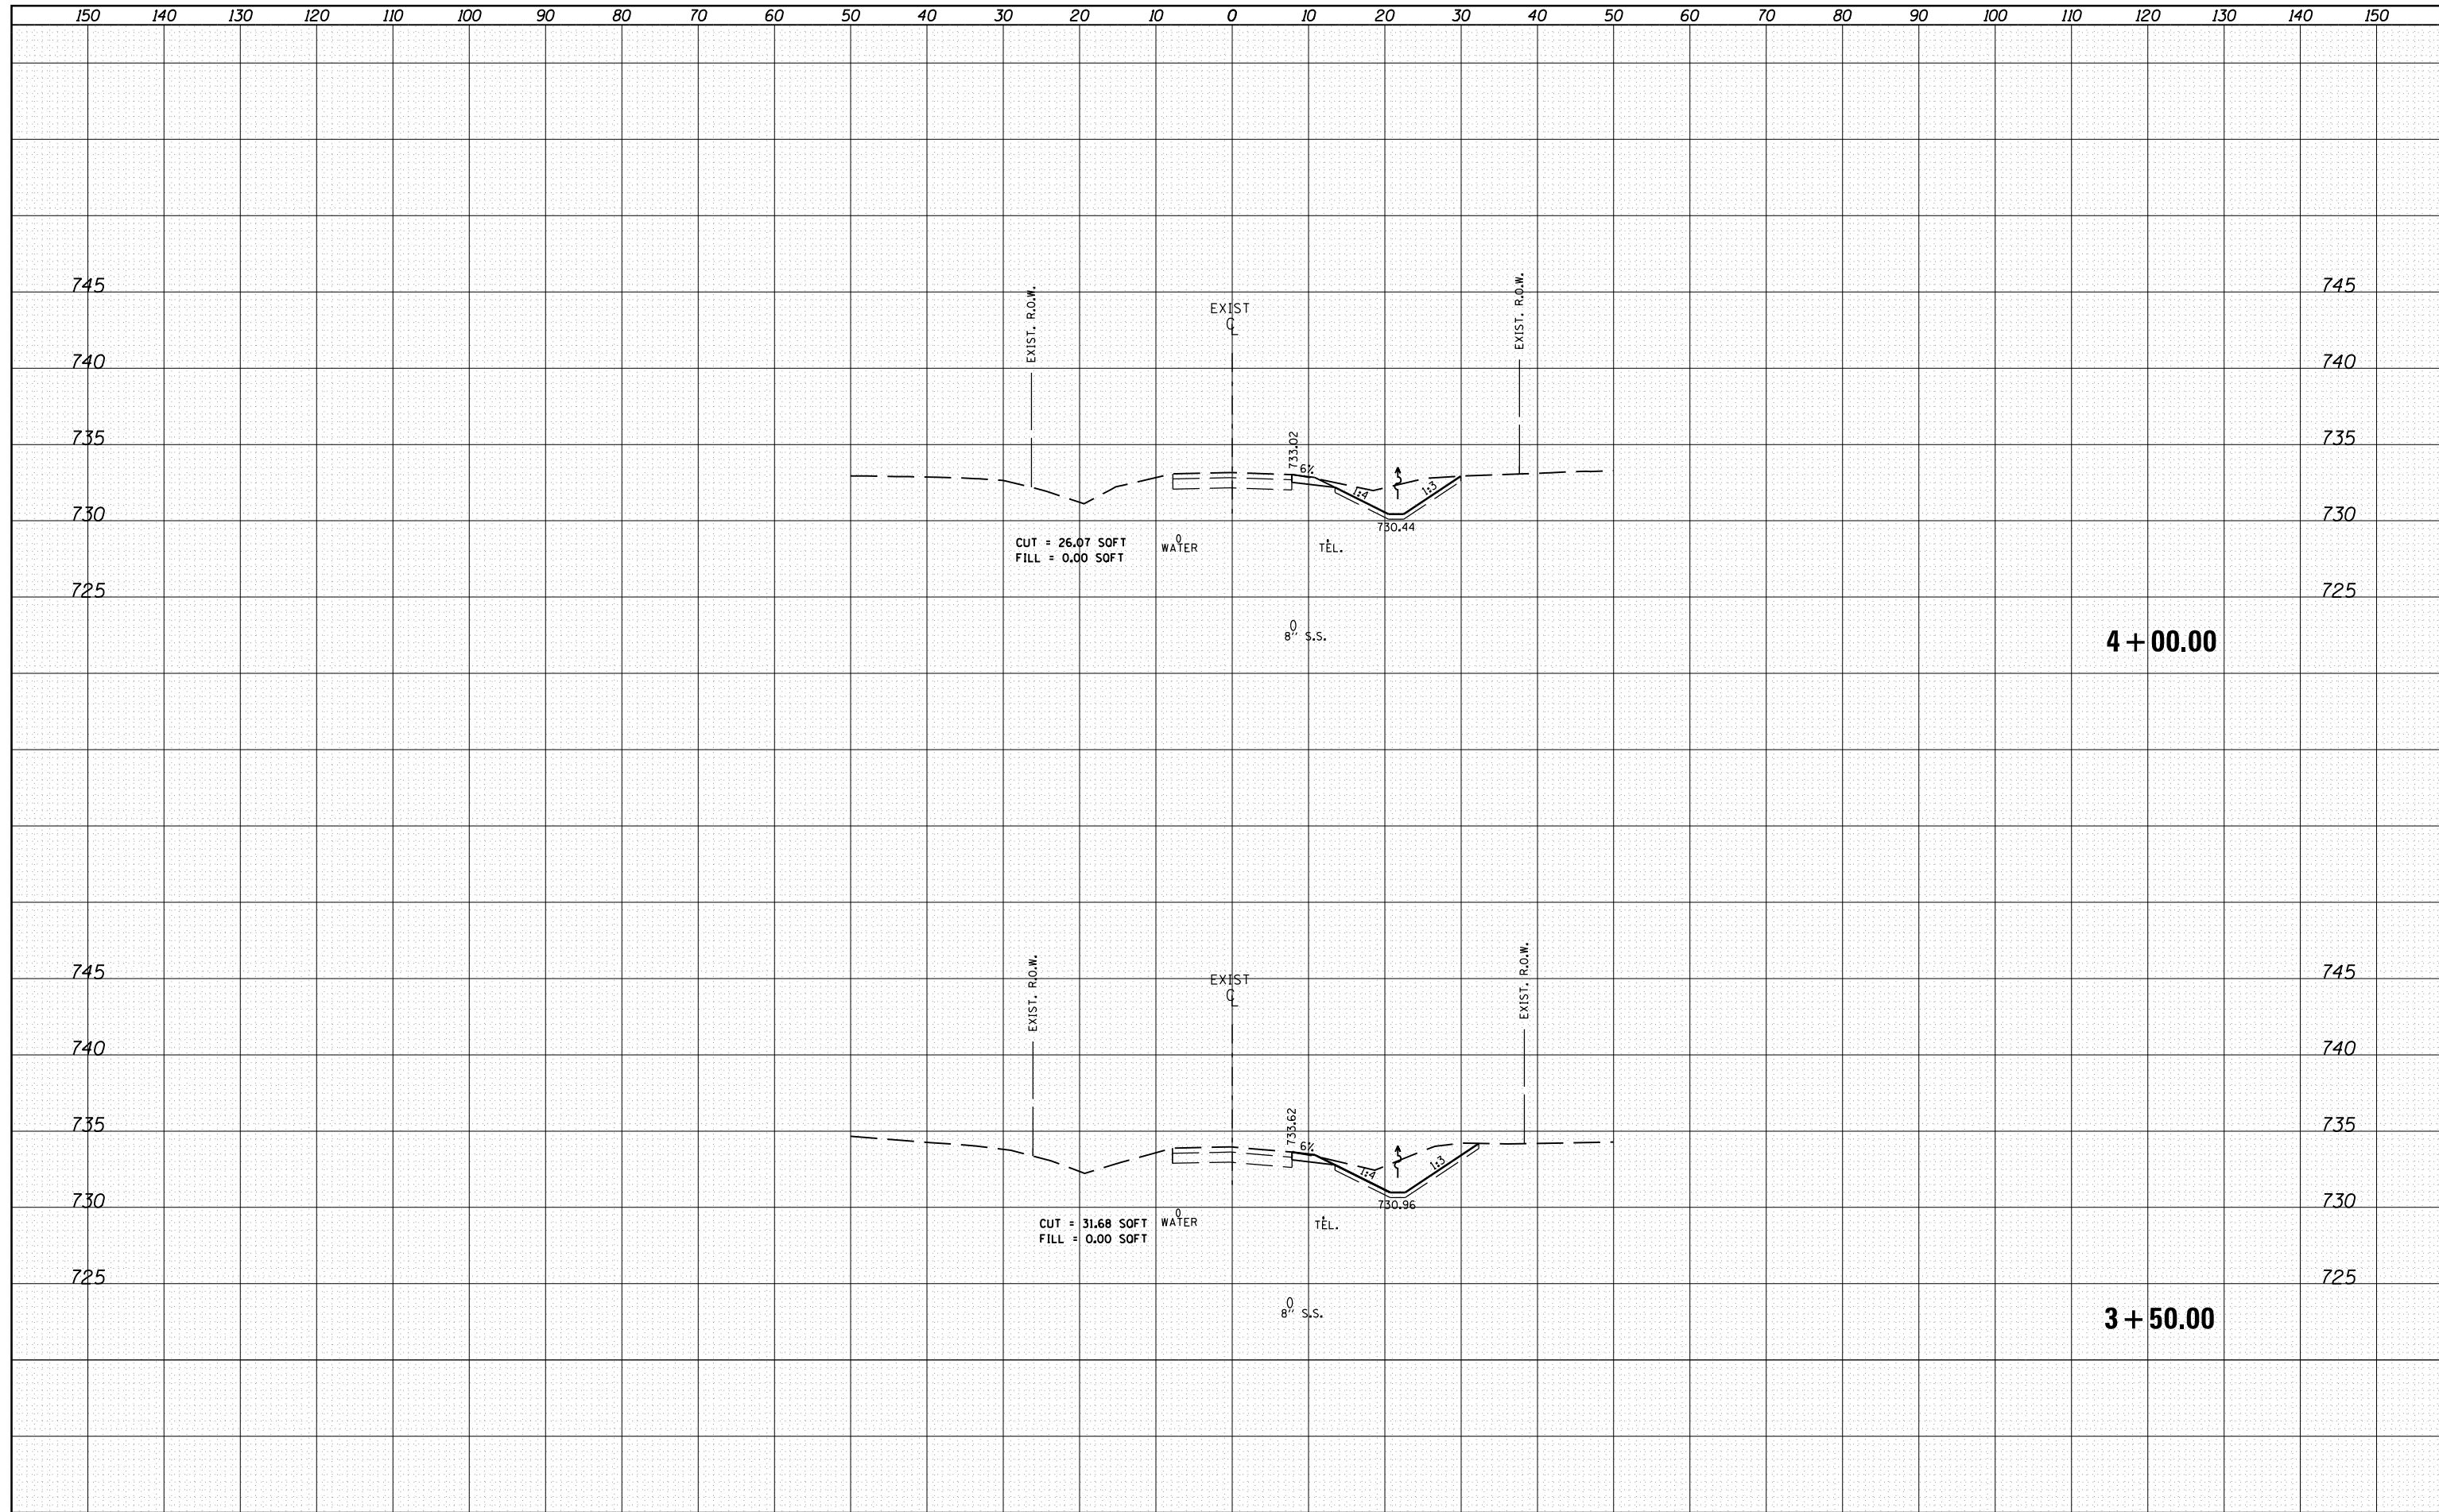 150 140 130 120 110 100 90 80 70 60 50 40 30 20 10 0 10 20 30 40 50 60 70 80 90 100 110 120 130 140 150
745 745
EXIST. R.O.W.
EXIST
CL
EXIST. R.O.W.
740 740
735 735
733.02
6%
1:4
1:3
730 730
730.44
CUT = 26.07 SQFT
FILL = 0.00 SQFT
WATER
TEL.
725 725
8" S.S.
4+00.00
745 745
EXIST. R.O.W.
EXIST
CL
EXIST. R.O.W.
740 740
735 735
733.62
6%
1:4
1:3
730 730
730.96
CUT = 31.68 SQFT
FILL = 0.00 SQFT
WATER
TEL.
725 725
8" S.S.
3+50.00